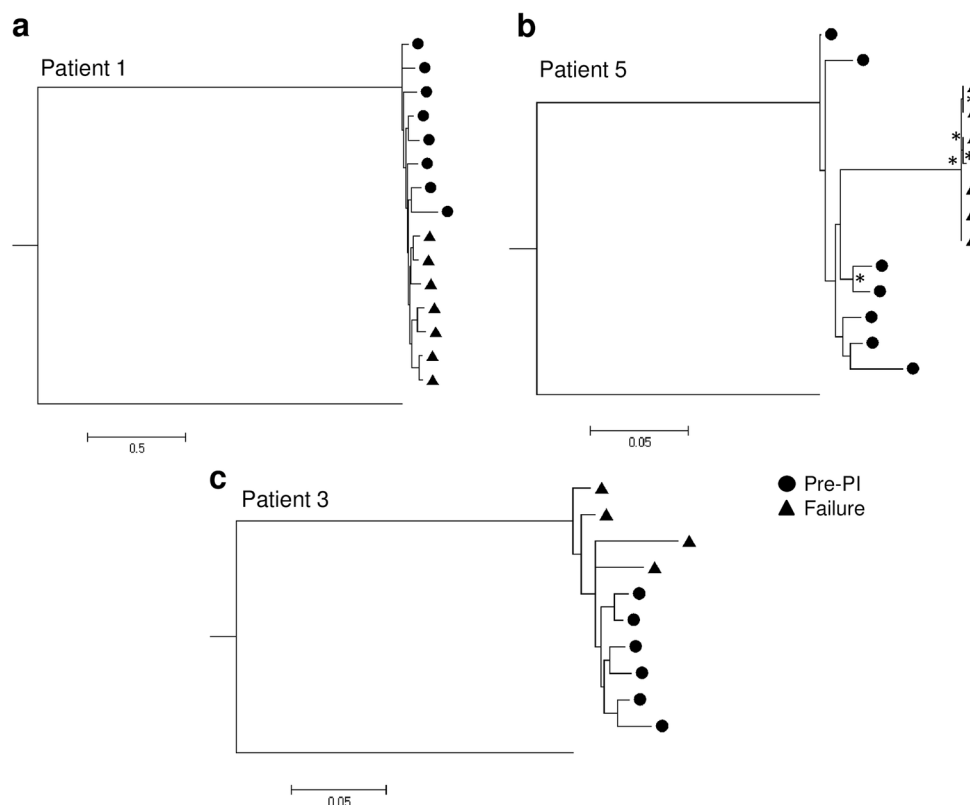 a
b
Patient 1
Patient 5
*
*
*
*
*
0.5
0.05
c
Patient 3
Pre-PI
Failure
0.05